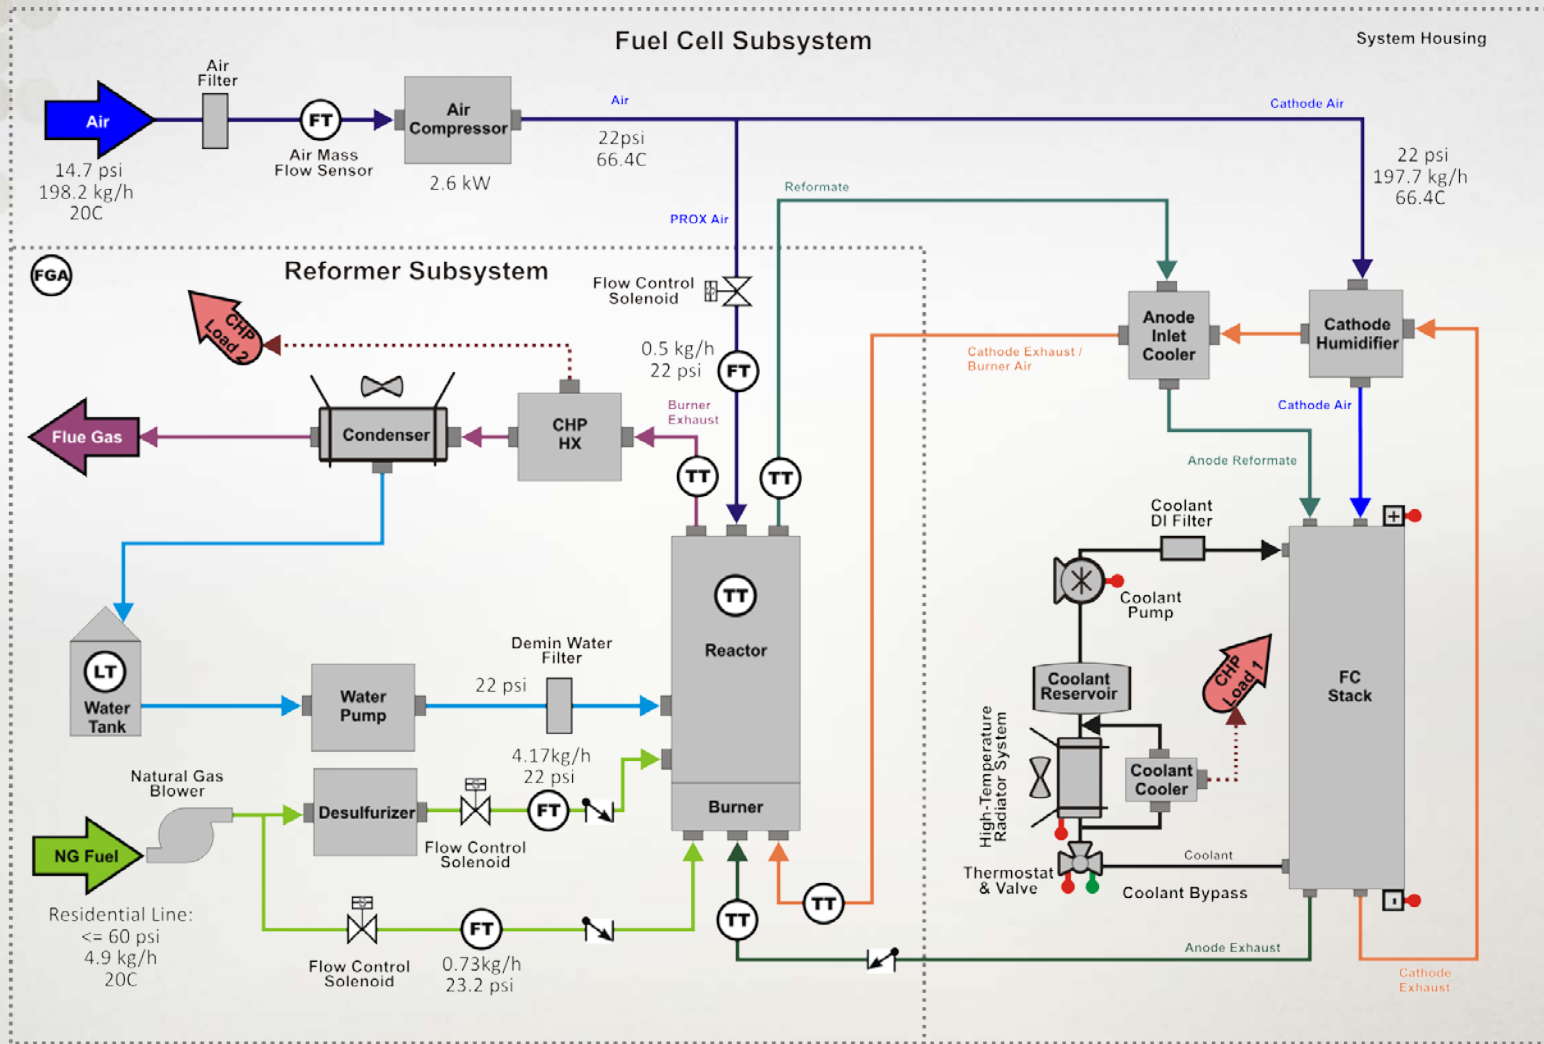 Fuel Cell Subsystem
System Housing
Air
Filter
Air
FT
Air Mass
Flow Sensor
Air
Compressor
2.6 kW
14.7 psi
198.2 kg/h
20C
Air
22psi
66.4C
Cathode Air
22 psi
197.7 kg/h
66.4C
Reformate
PROX Air
FGA
Reformer Subsystem
Flow Control
Solenoid
0.5 kg/h
22 psi
FT
CHP
Load 2
Anode
Inlet
Cooler
Cathode
Humidifier
Cathode Exhaust /
Burner Air
Cathode Air
Anode Reformate
Flue Gas
Condenser
CHP
HX
Burner
Exhaust
TT
TT
Coolant
DI Filter
+
Coolant
Pump
TT
Reactor
LT
Water
Tank
Water
Pump
22 psi
Demin Water
Filter
Coolant
Reservoir
CHP
Load 1
FC
Stack
High-Temperature
Radiator System
Coolant
Cooler
Natural Gas
Blower
NG Fuel
Desulfurizer
4.17kg/h
22 psi
FT
Flow Control
Solenoid
Burner
Thermostat
& Valve
Coolant
Coolant Bypass
-
Residential Line:
<= 60 psi
4.9 kg/h
20C
Flow Control
Solenoid
FT
0.73kg/h
23.2 psi
TT
TT
Anode Exhaust
Cathode
Exhaust